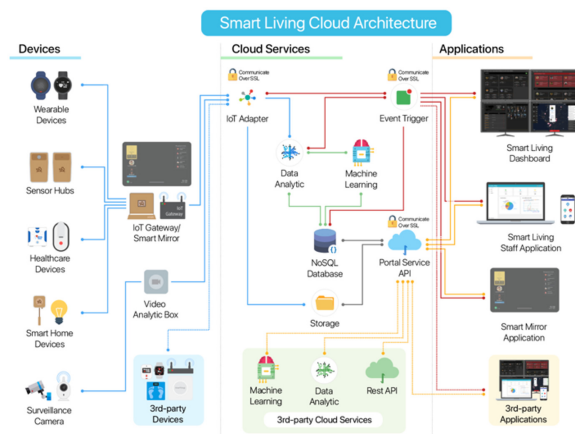 Smart Living Cloud Architecture
Devices
Cloud Services
Applications
Communicate
Over SSL
Communicate
Over SSL
Wearable
Devices
IoT Adapter
Event Trigger
Smart Living
Dashboard
Sensor Hubs
IoT
Gateway
IoT Gateway/
Smart Mirror
Data
Analytic
Machine
Learning
Communicate
Over SSL
Healthcare
Devices
NoSQL
Database
Portal Service
API
Smart Living
Staff Application
Video
Analytic Box
Storage
Smart Home
Devices
Smart Mirror
Application
3rd-party
Devices
Machine
Learning
Data
Analytic
Rest API
3rd-party Cloud Services
3rd-party
Applications
Surveillance
Camera